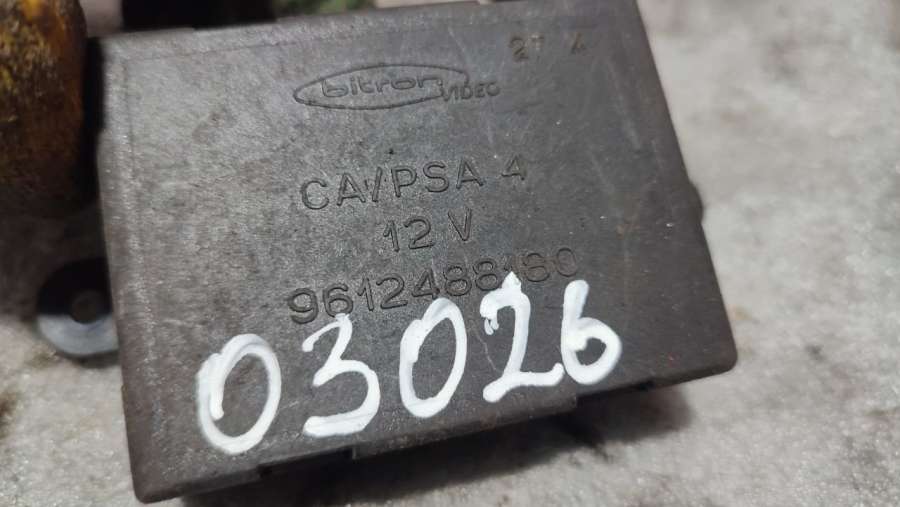 27 4
bitron
VIDEO
CA/PSA 4
12 V
9612488180
03026